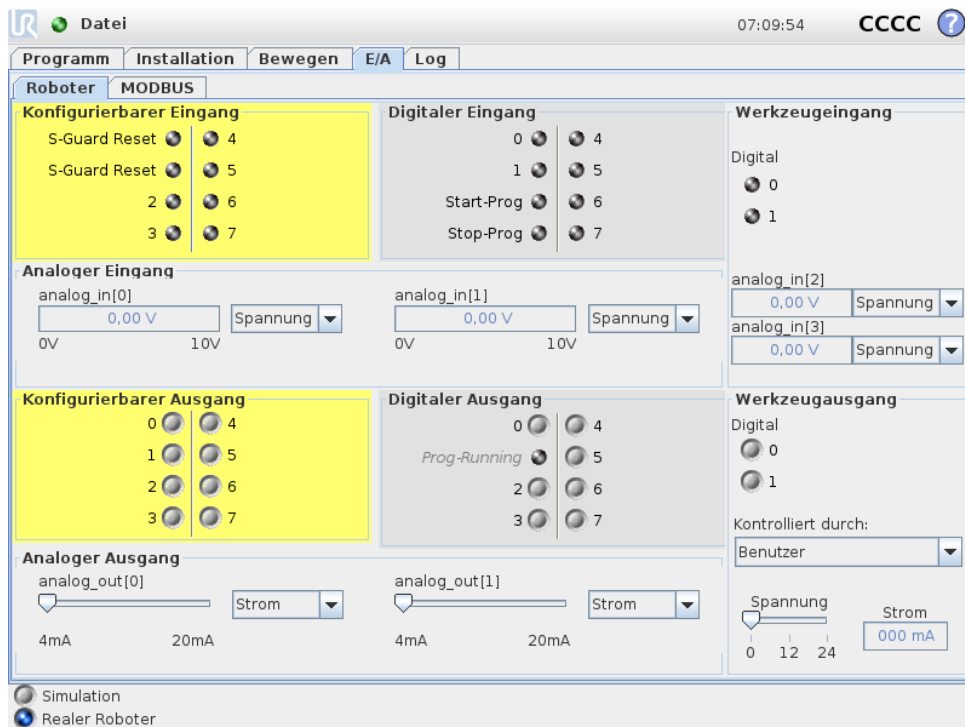 UR Datei 07:09:54 CCCC ?
Programm Installation Bewegen E/A Log
Roboter MODBUS
Konfigurierbarer Eingang
S-Guard Reset 4
S-Guard Reset 5
2 6
3 7
Digitaler Eingang
0 4
1 5
Start-Prog 6
Stop-Prog 7
Werkzeugeingang
Digital
0
1
analog_in[2]
0,00 V Spannung
analog_in[3]
0,00 V Spannung
Analoger Eingang
analog_in[0]
0,00 V Spannung
0V 10V
analog_in[1]
0,00 V Spannung
0V 10V
Konfigurierbarer Ausgang
0 4
1 5
2 6
3 7
Digitaler Ausgang
0 4
Prog-Running 5
2 6
3 7
Werkzeugausgang
Digital
0
1
Kontrolliert durch:
Benutzer
Spannung
0 12 24
Strom
000 mA
Analoger Ausgang
analog_out[0]
Strom
4mA 20mA
analog_out[1]
Strom
4mA 20mA
Simulation
Realer Roboter